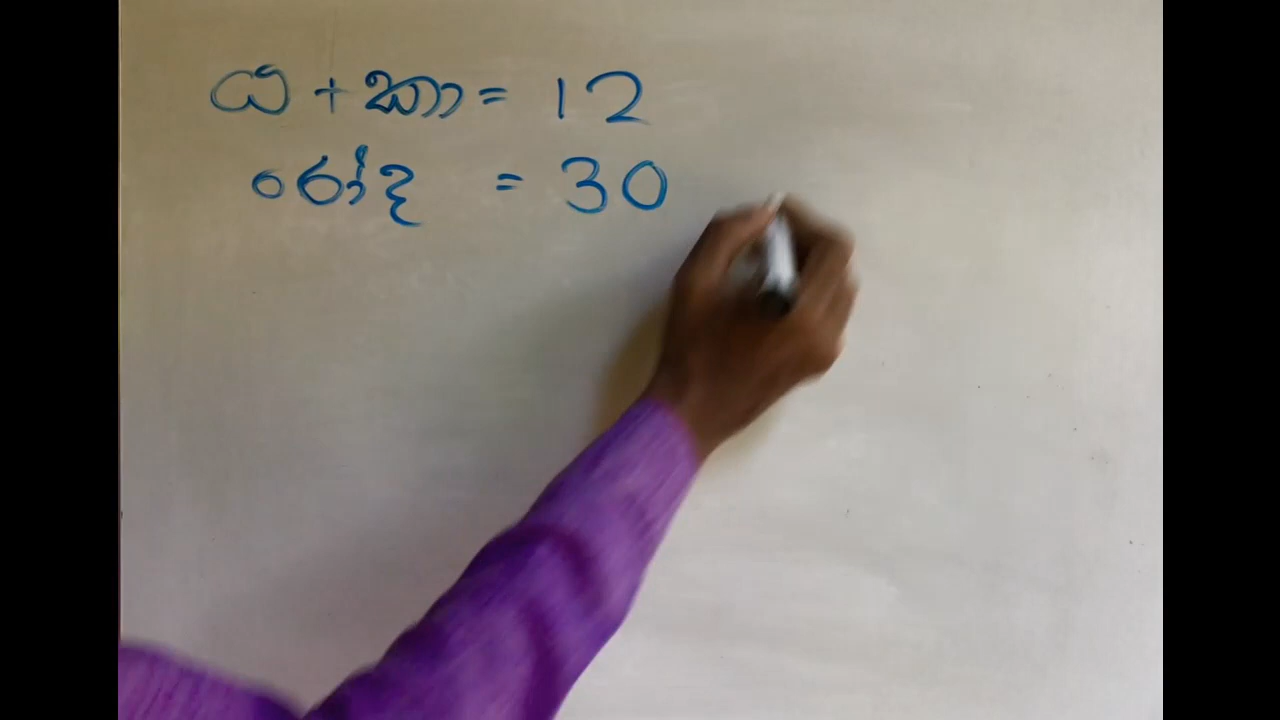 ය + කා = 12
රෝද = 30